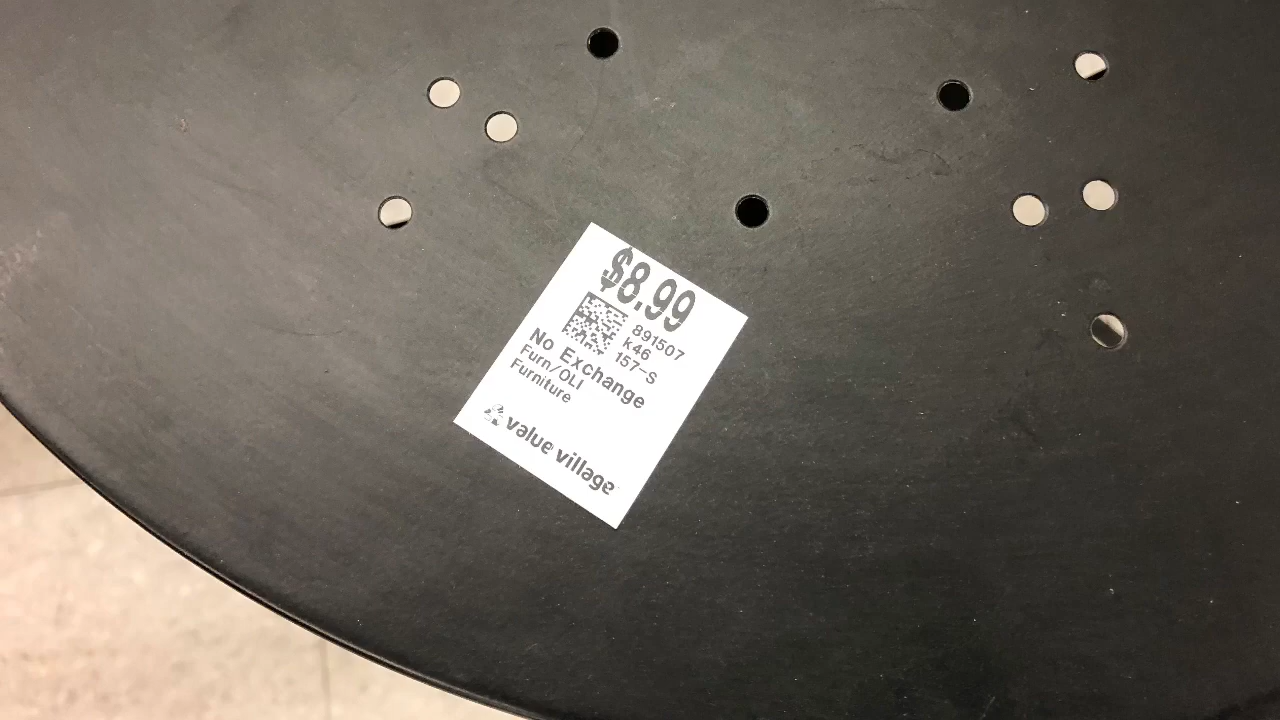 $8.99
891507
k46
157-S
No Exchange
Furn/OLI
Furniture
value village